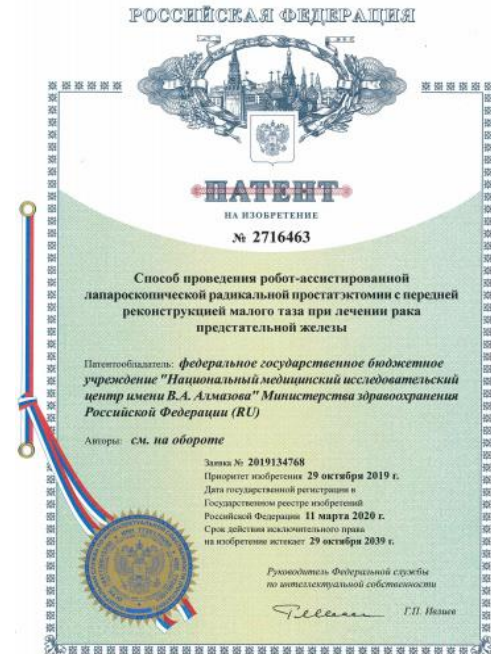 РОССИЙСКАЯ ФЕДЕРАЦИЯ
ПАТЕНТ
НА ИЗОБРЕТЕНИЕ
№ 2716463
Способ проведения робот-ассистированной
лапароскопической радикальной простатэктомии с передней
реконструкцией малого таза при лечении рака
предстательной железы
Патентообладатель: федеральное государственное бюджетное
учреждение "Национальный медицинский исследовательский
центр имени В.А. Алмазова" Министерства здравоохранения
Российской Федерации (RU)
Авторы: см. на обороте
Заявка № 2019134768
Приоритет изобретения 29 октября 2019 г.
Дата государственной регистрации в
Государственном реестре изобретений
Российской Федерации 11 марта 2020 г.
Срок действия исключительного права
на изобретение истекает 29 октября 2039 г.
Руководитель Федеральной службы
по интеллектуальной собственности
Г.П. Ивлиев